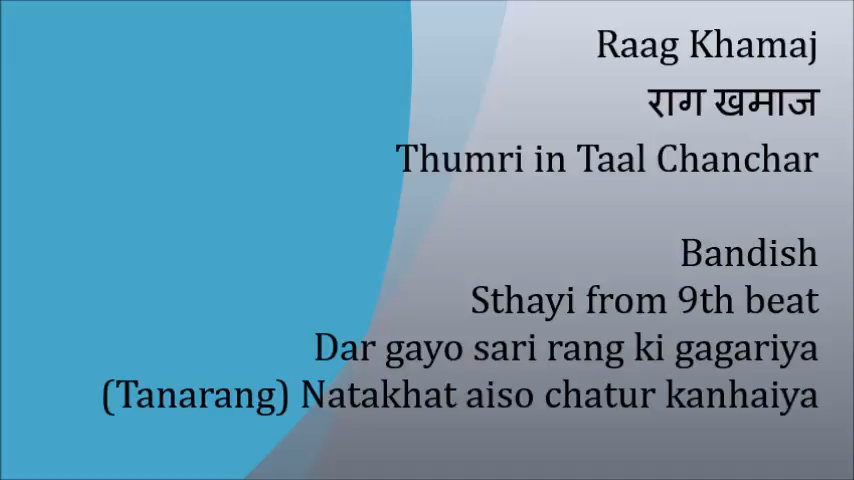 Raag Khamaj
राग खमाज
Thumri in Taal Chanchar
Bandish
Sthayi from 9th beat
Dar gayo sari rang ki gagariya
(Tanarang) Natakhat aiso chatur kanhaiya